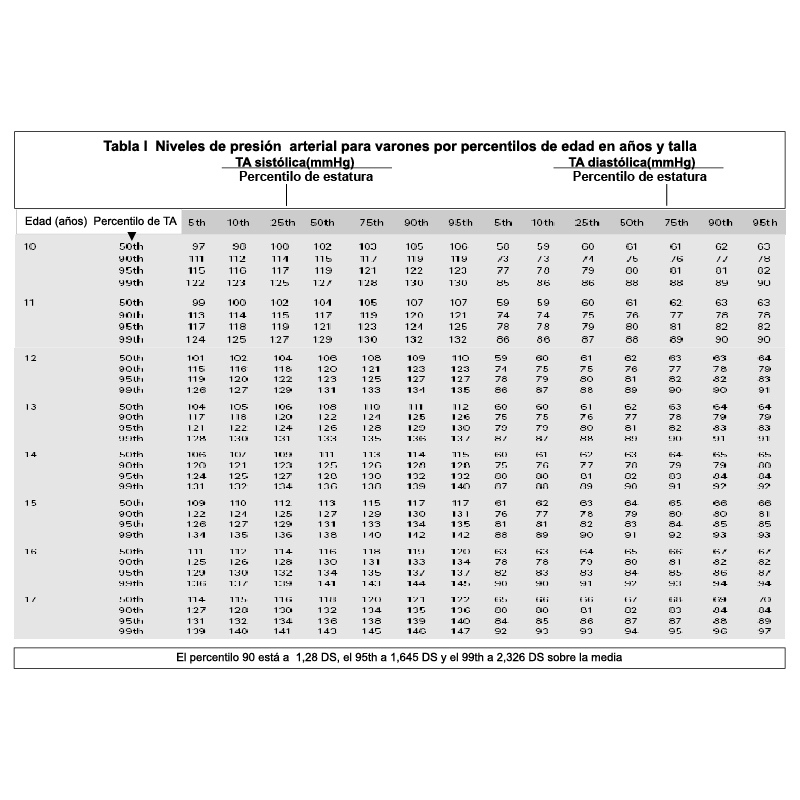 Tabla I Niveles de presión arterial para varones por percentilos de edad en años y talla
TA sistólica(mmHg) TA diastólica(mmHg)
Percentilo de estatura Percentilo de estatura
Edad (años) Percentilo de TA 5th 10th 25th 50th 75th 90th 95th 5th 10th 25th 50th 75th 90th 95th
10 50th 97 98 100 102 103 105 106 58 59 60 61 61 62 63
90th 111 112 114 115 117 119 119 73 73 74 75 76 77 78
95th 115 116 117 119 121 122 123 77 78 79 80 81 81 82
99th 122 123 125 127 128 130 130 85 86 86 88 88 89 90
11 50th 99 100 102 104 105 107 107 59 59 60 61 62 63 63
90th 113 114 115 117 119 120 121 74 74 75 76 77 78 78
95th 117 118 119 121 123 124 125 78 78 79 80 81 82 82
99th 124 125 127 129 130 132 132 86 86 87 88 89 90 90
12 50th 101 102 104 106 108 109 110 59 60 61 62 63 63 64
90th 115 116 118 120 121 123 123 74 75 75 76 77 78 79
95th 119 120 122 123 125 127 127 78 79 80 81 82 82 83
99th 126 127 129 131 133 134 135 86 87 88 89 90 90 91
13 50th 104 105 106 108 110 111 112 60 60 61 62 63 64 64
90th 117 118 120 122 124 125 126 75 75 76 77 78 79 79
95th 121 122 124 126 128 129 130 79 79 80 81 82 83 83
99th 128 130 131 133 135 136 137 87 87 88 89 90 91 91
14 50th 106 107 109 111 113 114 115 60 61 62 63 64 65 65
90th 120 121 123 125 126 128 128 75 76 77 78 79 79 80
95th 124 125 127 128 130 132 132 80 80 81 82 83 84 84
99th 131 132 134 136 138 139 140 87 88 89 90 91 92 92
15 50th 109 110 112 113 115 117 117 61 62 63 64 65 66 66
90th 122 124 125 127 129 130 131 76 77 78 79 80 80 81
95th 126 127 129 131 133 134 135 81 81 82 83 84 85 85
99th 134 135 136 138 140 142 142 88 89 90 91 92 93 93
16 50th 111 112 114 116 118 119 120 63 63 64 65 66 67 67
90th 125 126 128 130 131 133 134 78 78 79 80 81 82 82
95th 129 130 132 134 135 137 137 82 83 83 84 85 86 87
99th 136 137 139 141 143 144 145 90 90 91 92 93 94 94
17 50th 114 115 116 118 120 121 122 65 66 66 67 68 69 70
90th 127 128 130 132 134 135 136 80 80 81 82 83 84 84
95th 131 132 134 136 138 139 140 84 85 86 87 87 88 89
99th 139 140 141 143 145 146 147 92 93 93 94 95 96 97
El percentilo 90 está a 1,28 DS, el 95th a 1,645 DS y el 99th a 2,326 DS sobre la media